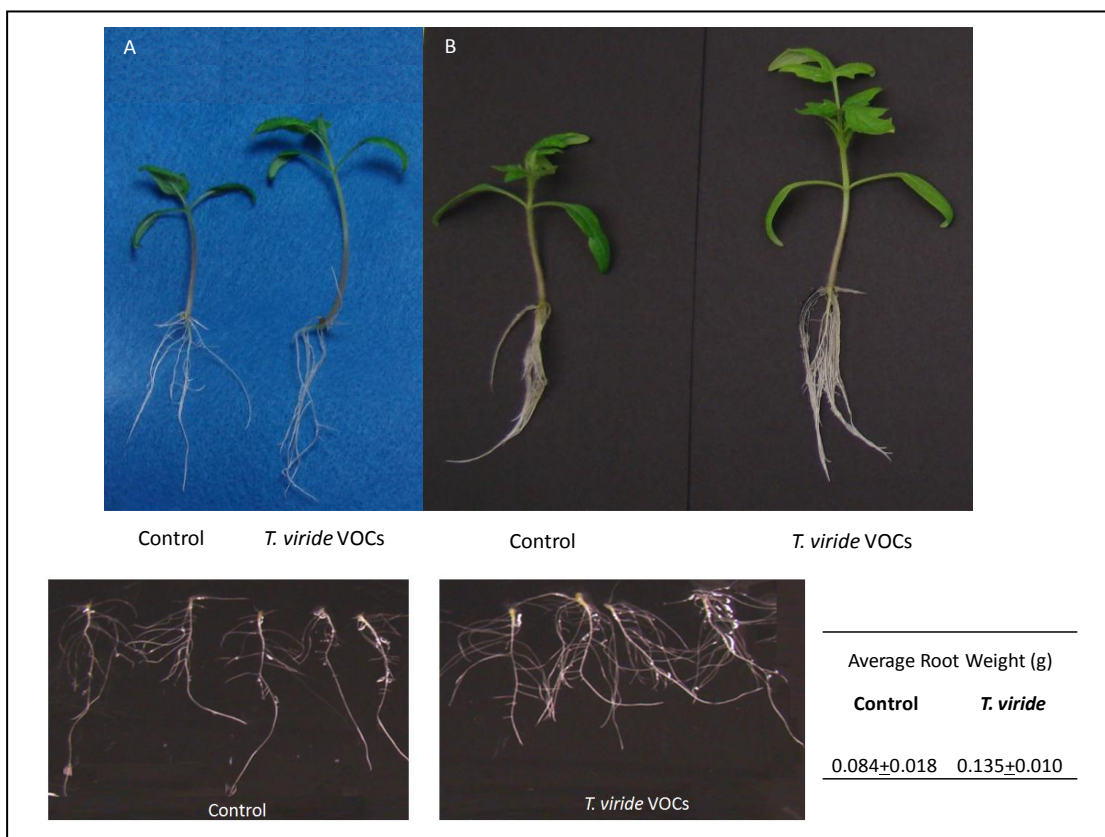 A
B
Control
T. viride VOCs
Control
T. viride VOCs
Control
T. viride VOCs
Average Root Weight (g)
Control T. viride
0.084±0.018 0.135±0.010